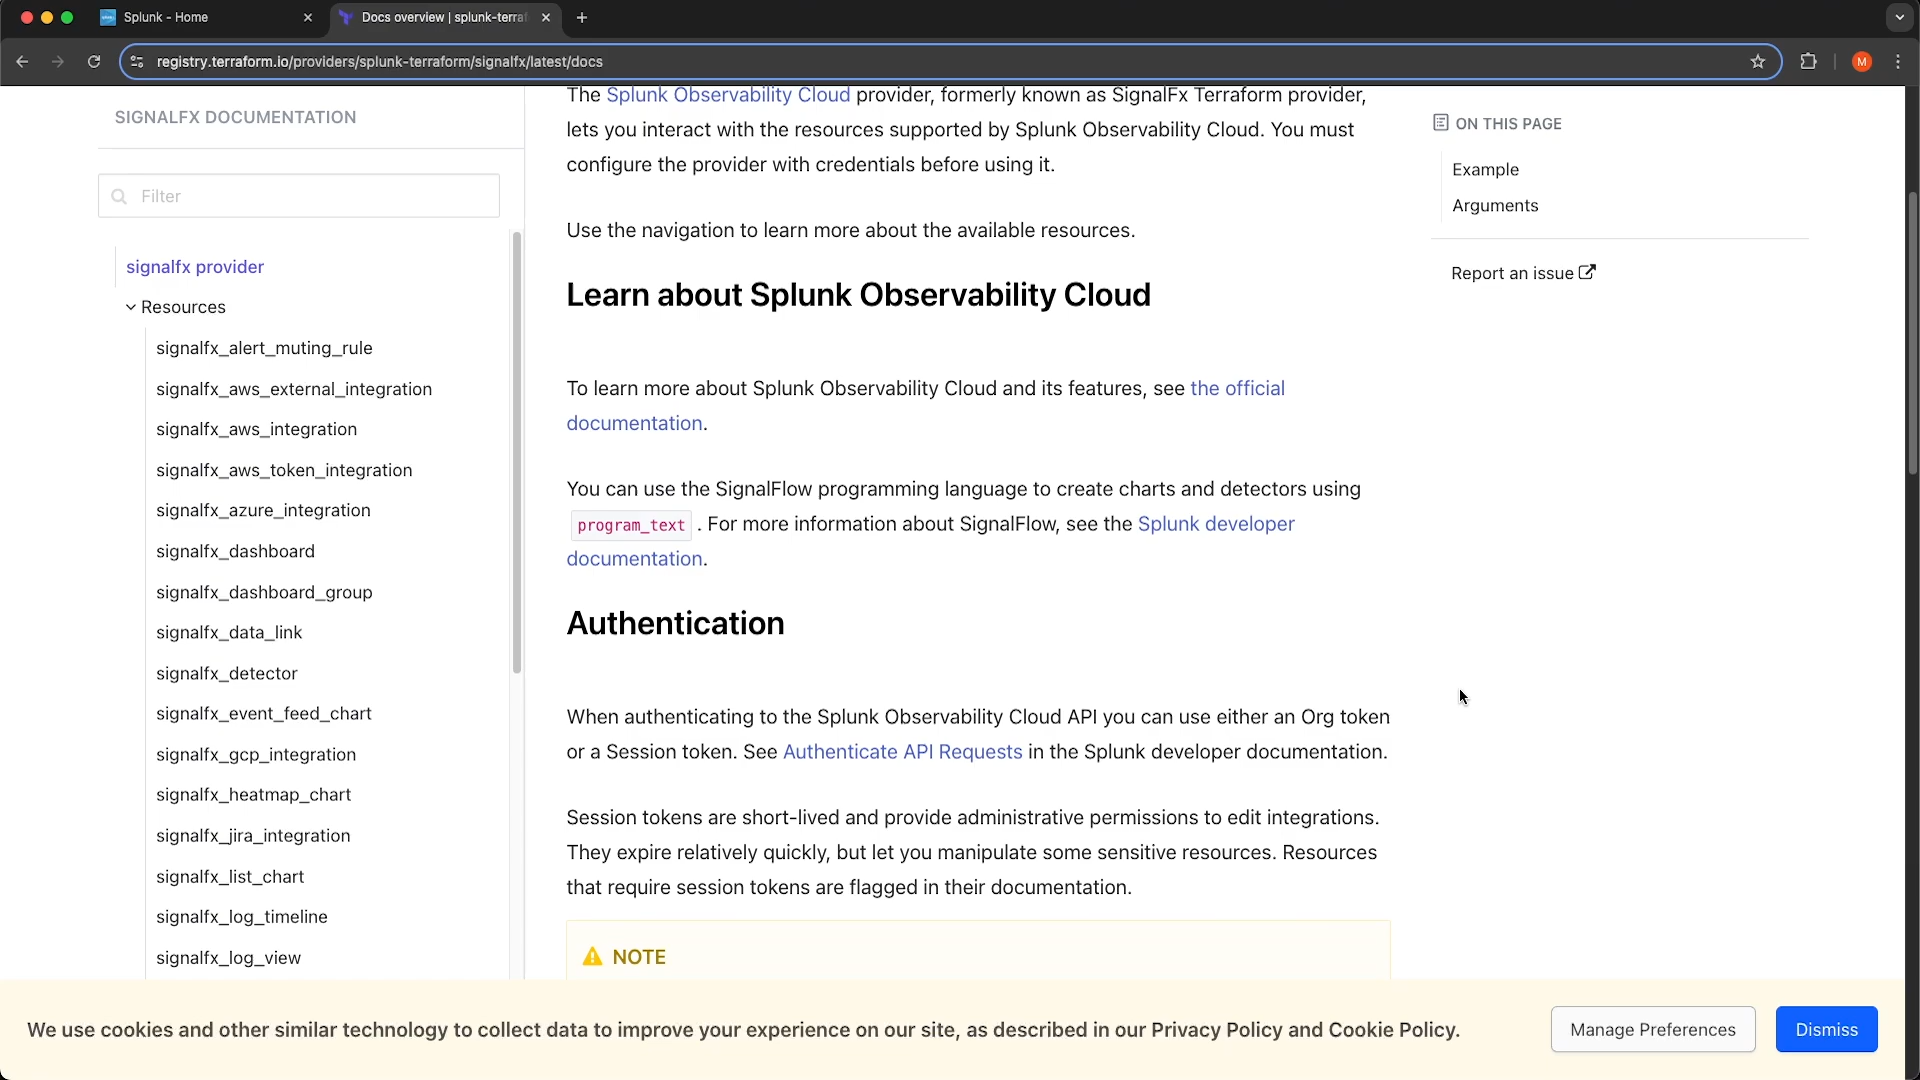 Splunk - Home
Docs overview | splunk-terra
registry.terraform.io/providers/splunk-terraform/signalfx/latest/docs
M
SIGNALFX DOCUMENTATION
Filter
signalfx provider
Resources
signalfx_alert_muting_rule
signalfx_aws_external_integration
signalfx_aws_integration
signalfx_aws_token_integration
signalfx_azure_integration
signalfx_dashboard
signalfx_dashboard_group
signalfx_data_link
signalfx_detector
signalfx_event_feed_chart
signalfx_gcp_integration
signalfx_heatmap_chart
signalfx_jira_integration
signalfx_list_chart
signalfx_log_timeline
signalfx_log_view
The Splunk Observability Cloud provider, formerly known as SignalFx Terraform provider,
lets you interact with the resources supported by Splunk Observability Cloud. You must
configure the provider with credentials before using it.
Use the navigation to learn more about the available resources.
Learn about Splunk Observability Cloud
To learn more about Splunk Observability Cloud and its features, see the official
documentation.
You can use the SignalFlow programming language to create charts and detectors using
program_text . For more information about SignalFlow, see the Splunk developer
documentation.
Authentication
When authenticating to the Splunk Observability Cloud API you can use either an Org token
or a Session token. See Authenticate API Requests in the Splunk developer documentation.
Session tokens are short-lived and provide administrative permissions to edit integrations.
They expire relatively quickly, but let you manipulate some sensitive resources. Resources
that require session tokens are flagged in their documentation.
NOTE
ON THIS PAGE
Example
Arguments
Report an issue
We use cookies and other similar technology to collect data to improve your experience on our site, as described in our Privacy Policy and Cookie Policy.
Manage Preferences
Dismiss